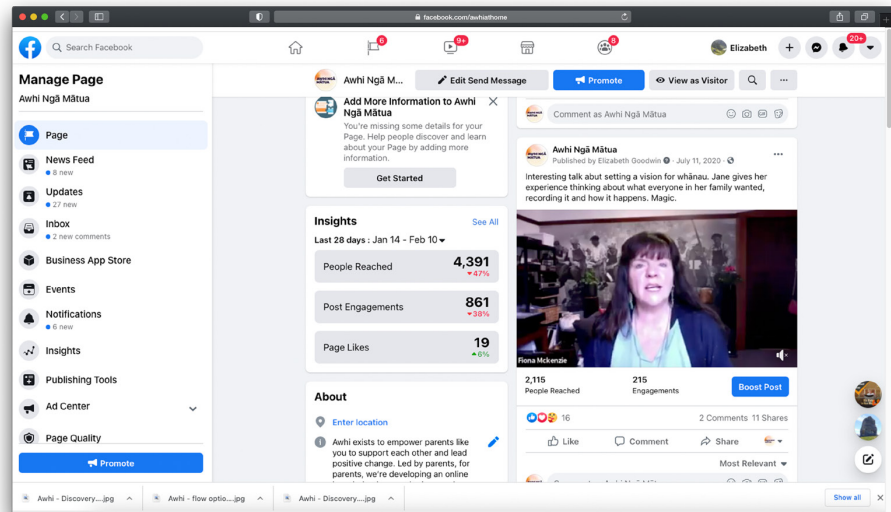 facebook.com/awhiathome
Search Facebook
6
9+
8
Elizabeth
20+
Manage Page
Awhi Ngā Mātua
Page
News Feed
8 new
Updates
27 new
Inbox
2 new comments
Business App Store
Events
Notifications
6 new
Insights
Publishing Tools
Ad Center
Page Quality
Promote
Awhi Ngā M...
Edit Send Message
Promote
View as Visitor
Add More Information to Awhi
Ngā Mātua
You're missing some details for your
Page. Help people discover and learn
about your Page by adding more
information.
Get Started
Insights
See All
Last 28 days : Jan 14 - Feb 10
People Reached
4,391
47%
Post Engagements
861
38%
Page Likes
19
6%
About
Enter location
Awhi exists to empower parents like
you to support each other and lead
positive change. Led by parents, for
parents, we're developing an online
Comment as Awhi Ngā Mātua
Awhi Ngā Mātua
Published by Elizabeth Goodwin · July 11, 2020 ·
Interesting talk abut setting a vision for whānau. Jane gives her
experience thinking about what everyone in her family wanted,
recording it and how it happens. Magic.
Fiona Mckenzie
2,115
People Reached
215
Engagements
Boost Post
16
2 Comments 11 Shares
Like
Comment
Share
Most Relevant
Awhi - Discovery....jpg
Awhi - flow optio....jpg
Awhi - Discovery....jpg
Show all